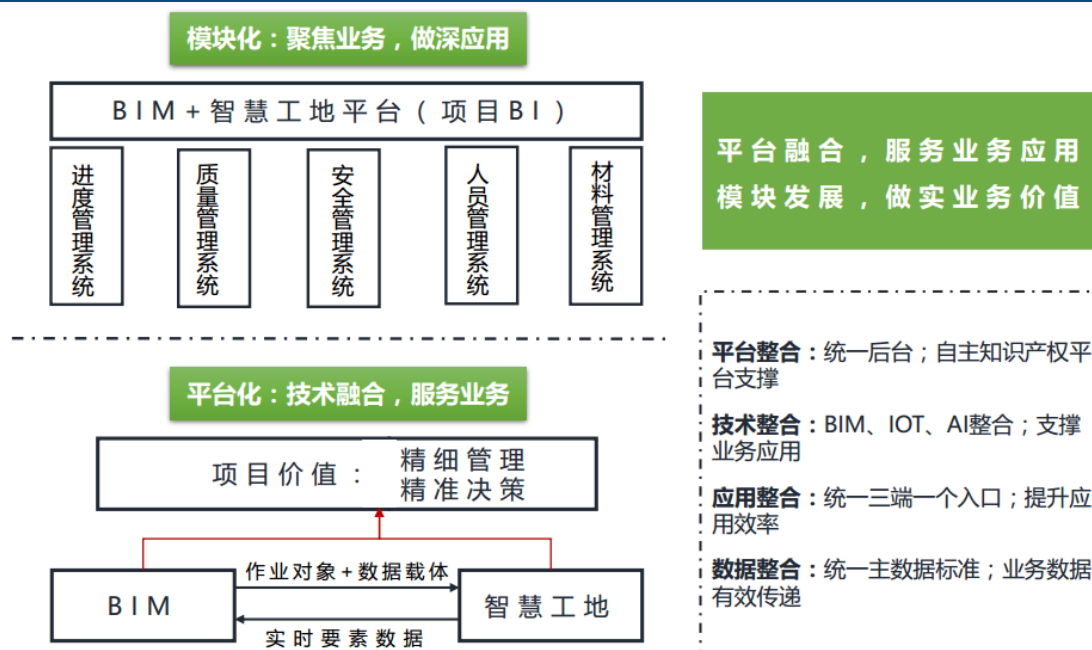 模块化：聚焦业务，做深应用
BIM+智慧工地平台（项目BI）
进度管理系统
质量管理系统
安全管理系统
人员管理系统
材料管理系统
平台化：技术融合，服务业务
项目价值：
精细管理
精准决策
作业对象+数据载体
BIM
智慧工地
实时要素数据
平台融合，服务业务应用
模块发展，做实业务价值
平台整合：统一后台；自主知识产权平
台支撑
技术整合：BIM、IOT、AI整合；支撑
业务应用
应用整合：统一三端一个入口；提升应
用效率
数据整合：统一主数据标准；业务数据
有效传递